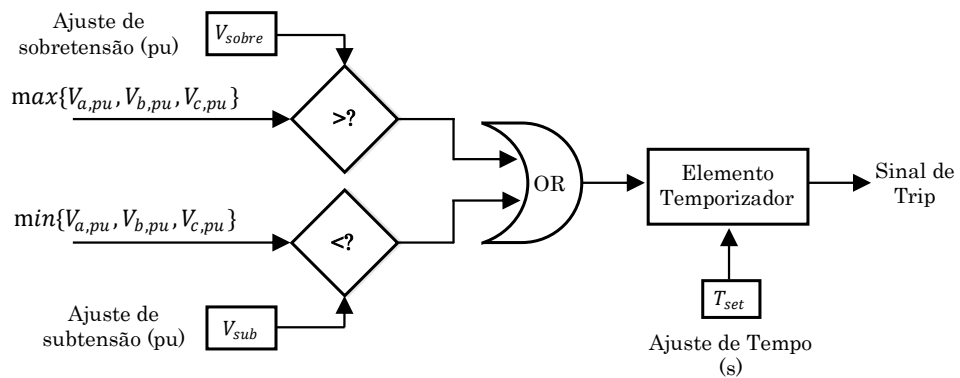 Ajuste de
sobretensão (pu)
V_sobre
max{V_a,pu, V_b,pu, V_c,pu}
>?
OR
Elemento
Temporizador
Sinal de
Trip
min{V_a,pu, V_b,pu, V_c,pu}
<?
Ajuste de
subtensão (pu)
V_sub
T_set
Ajuste de Tempo
(s)